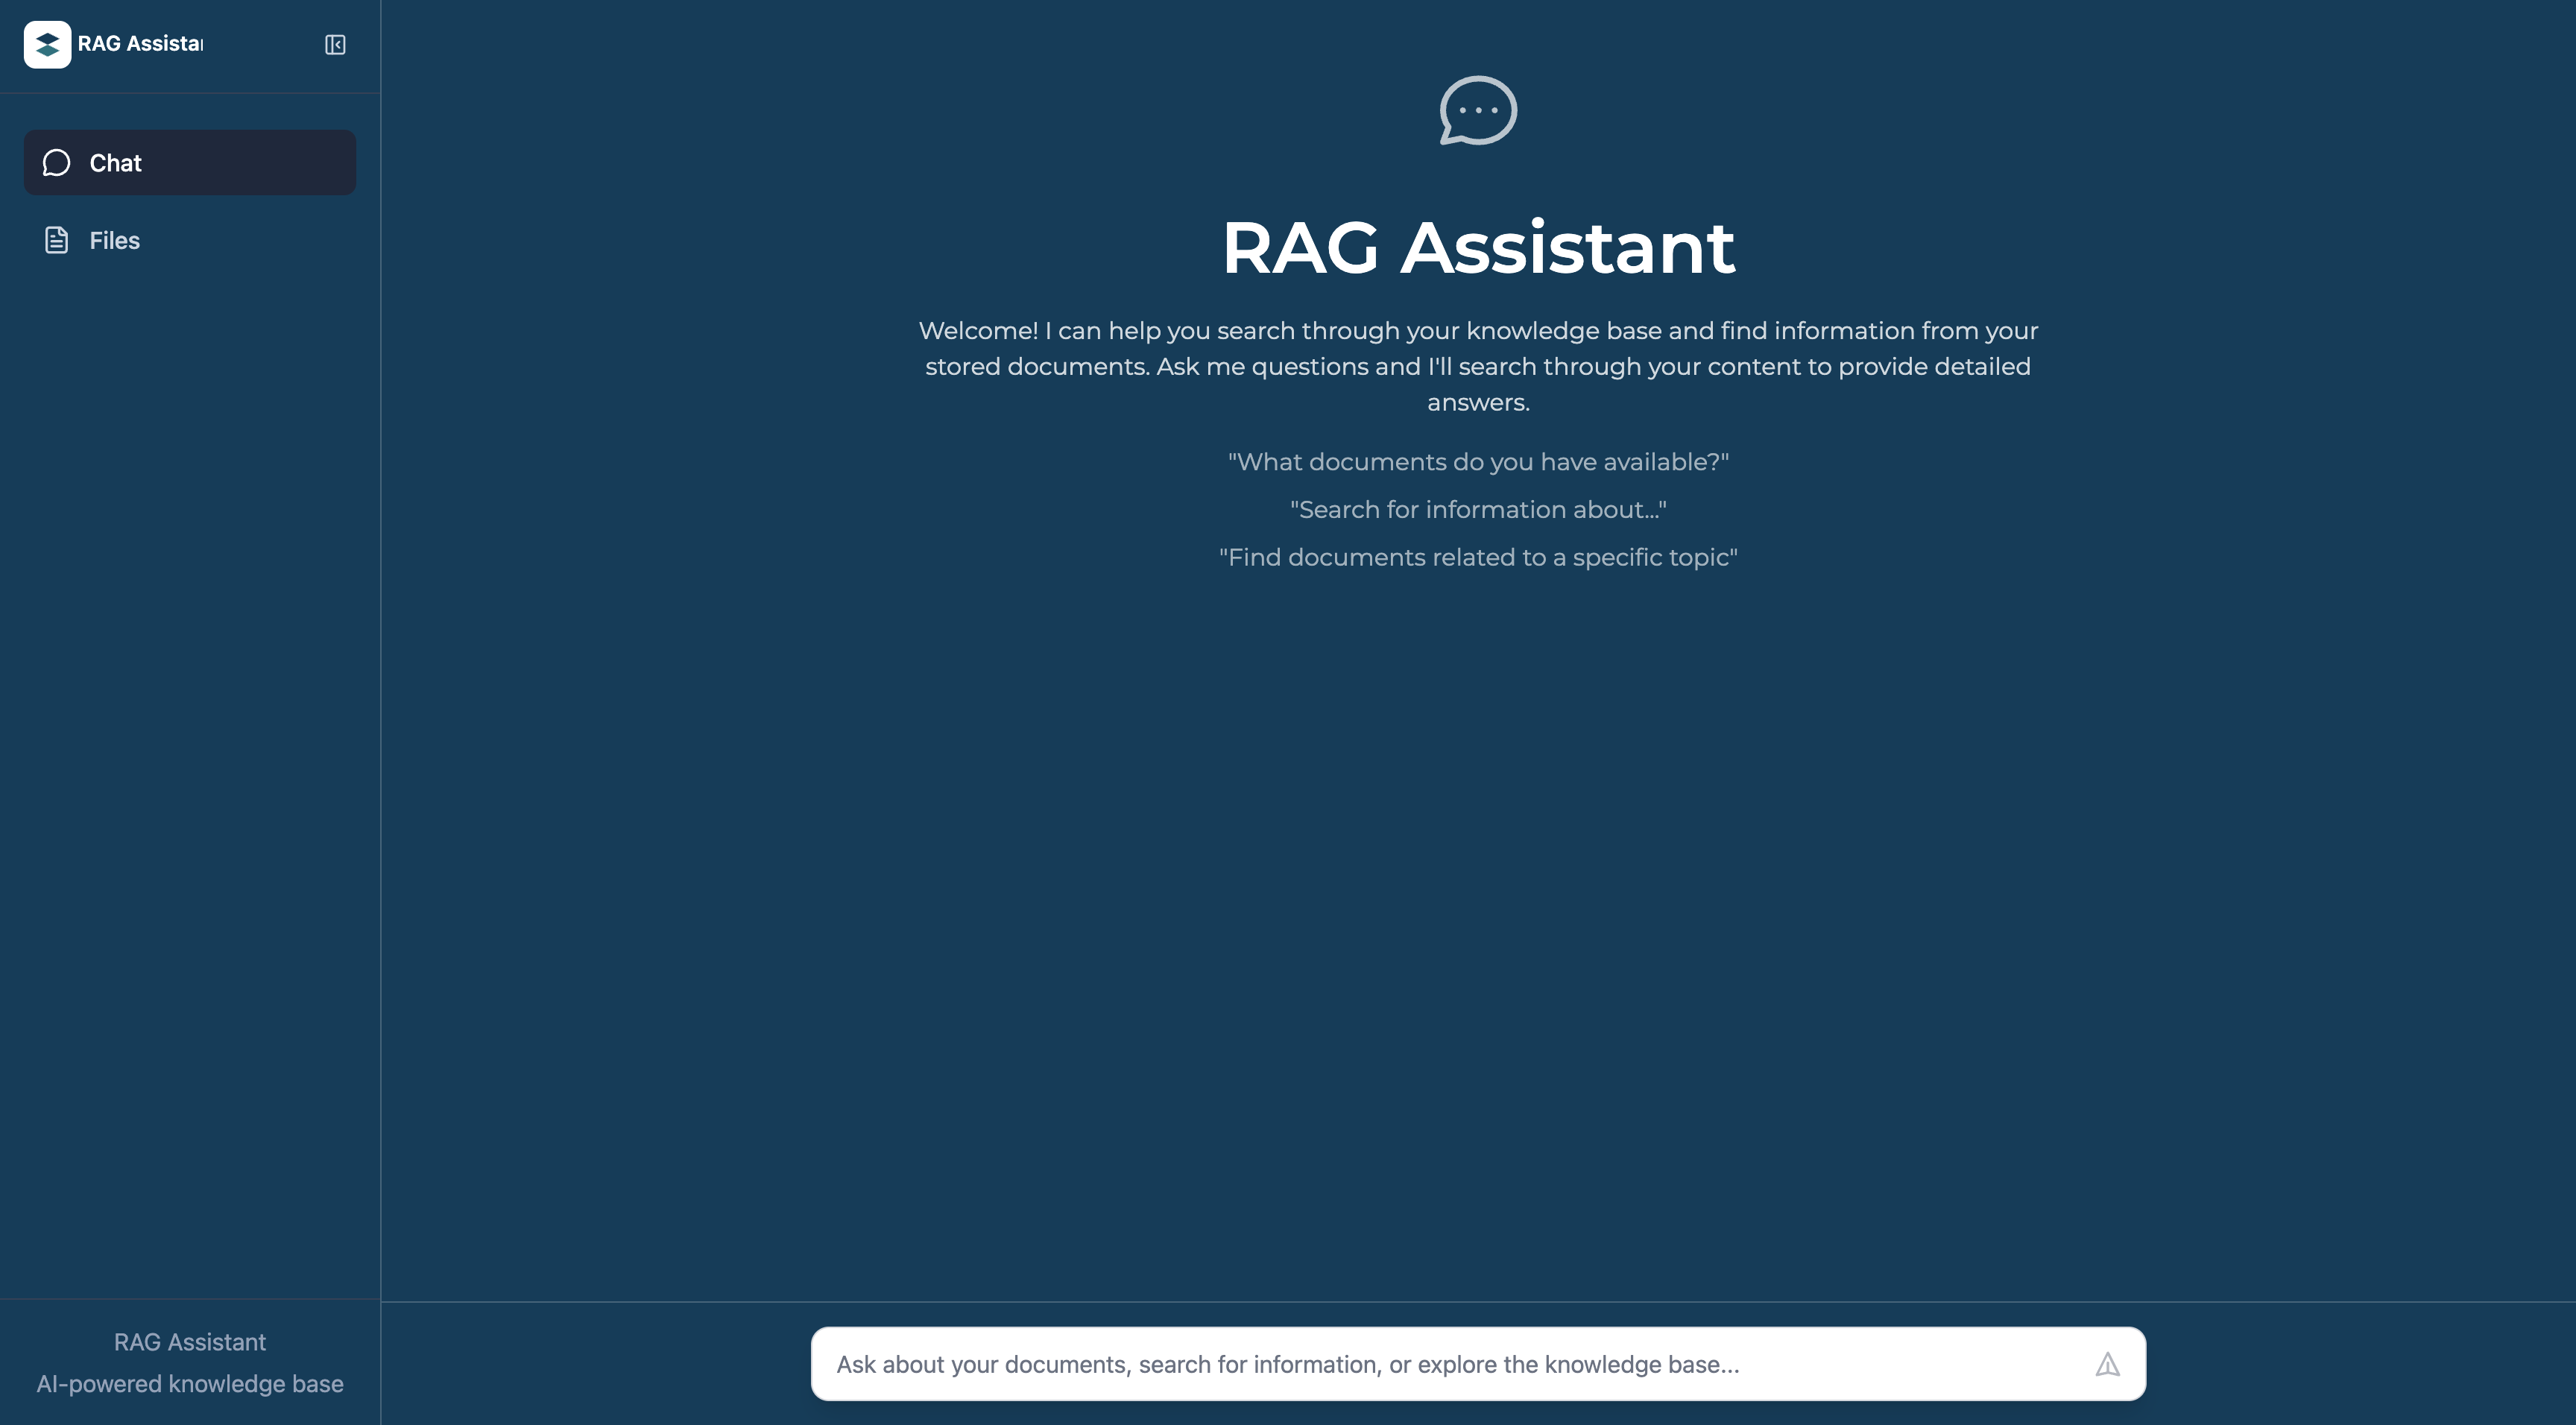 RAG Assista
Chat
Files
RAG Assistant
Welcome! I can help you search through your knowledge base and find information from your
stored documents. Ask me questions and I'll search through your content to provide detailed
answers.
"What documents do you have available?"
"Search for information about..."
"Find documents related to a specific topic"
RAG Assistant
AI-powered knowledge base
Ask about your documents, search for information, or explore the knowledge base...